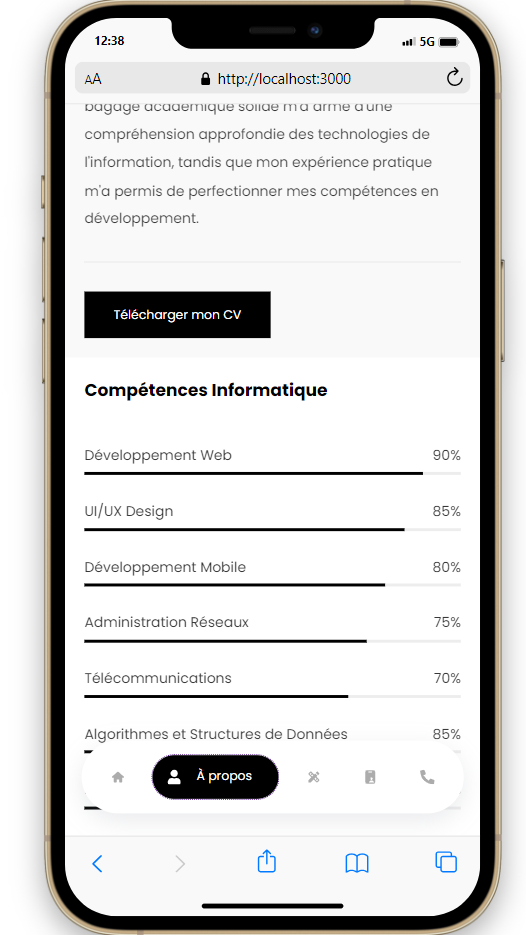 12:38
5G
AA
http://localhost:3000
bagage académique solide m'a armé d'une
compréhension approfondie des technologies de
l'information, tandis que mon expérience pratique
m'a permis de perfectionner mes compétences en
développement.
Télécharger mon CV
Compétences Informatique
Développement Web 90%
UI/UX Design 85%
Développement Mobile 80%
Administration Réseaux 75%
Télécommunications 70%
Algorithmes et Structures de Données 85%
À propos